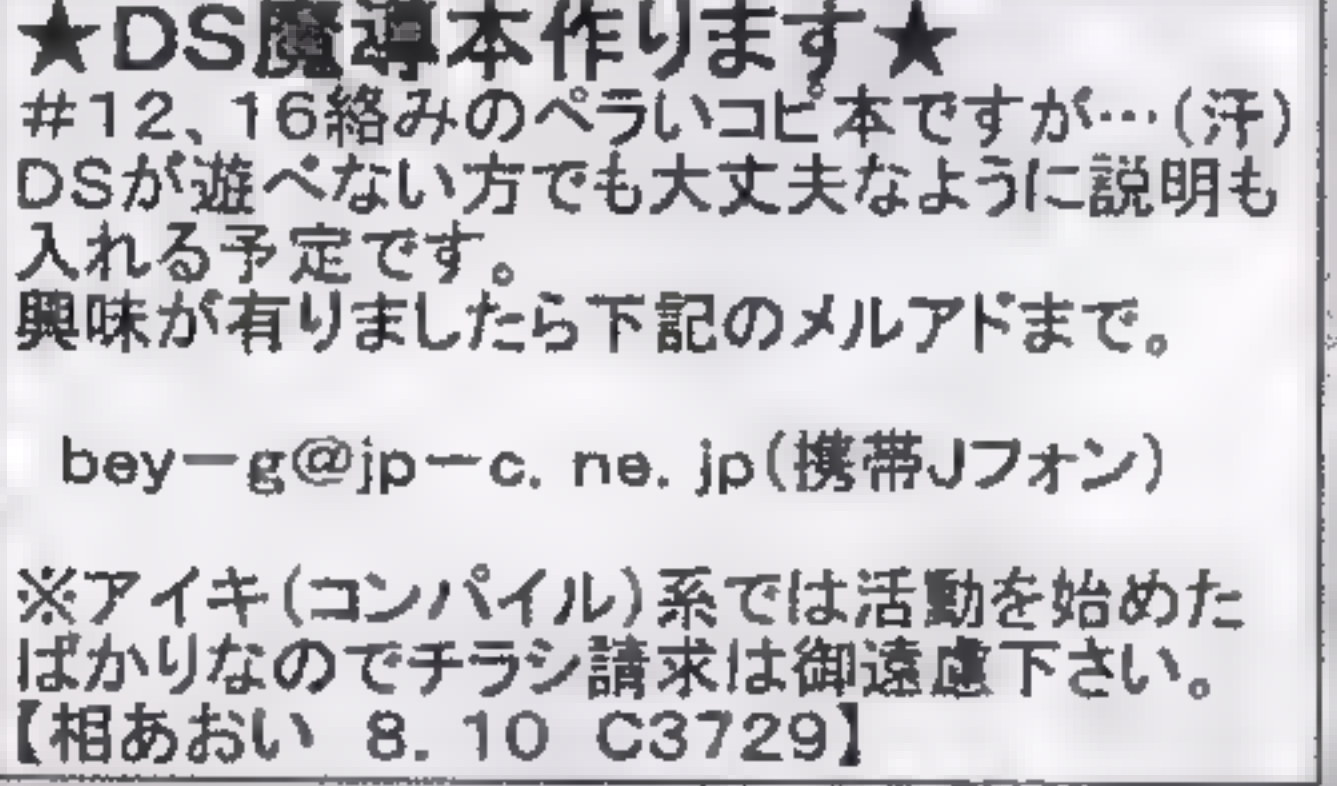 ★DS魔導本作ります★
#12、16絡みのペラいコピ本ですが…(汗)
DSが遊べない方でも大丈夫なように説明も
入れる予定です。
興味が有りましたら下記のメルアドまで。
bey-g@jp-c.ne.jp(携帯Jフォン)
※アイキ(コンパイル)系では活動を始めた
ばかりなのでチラシ請求は御遠慮下さい。
【相あおい 8.10 C3729】